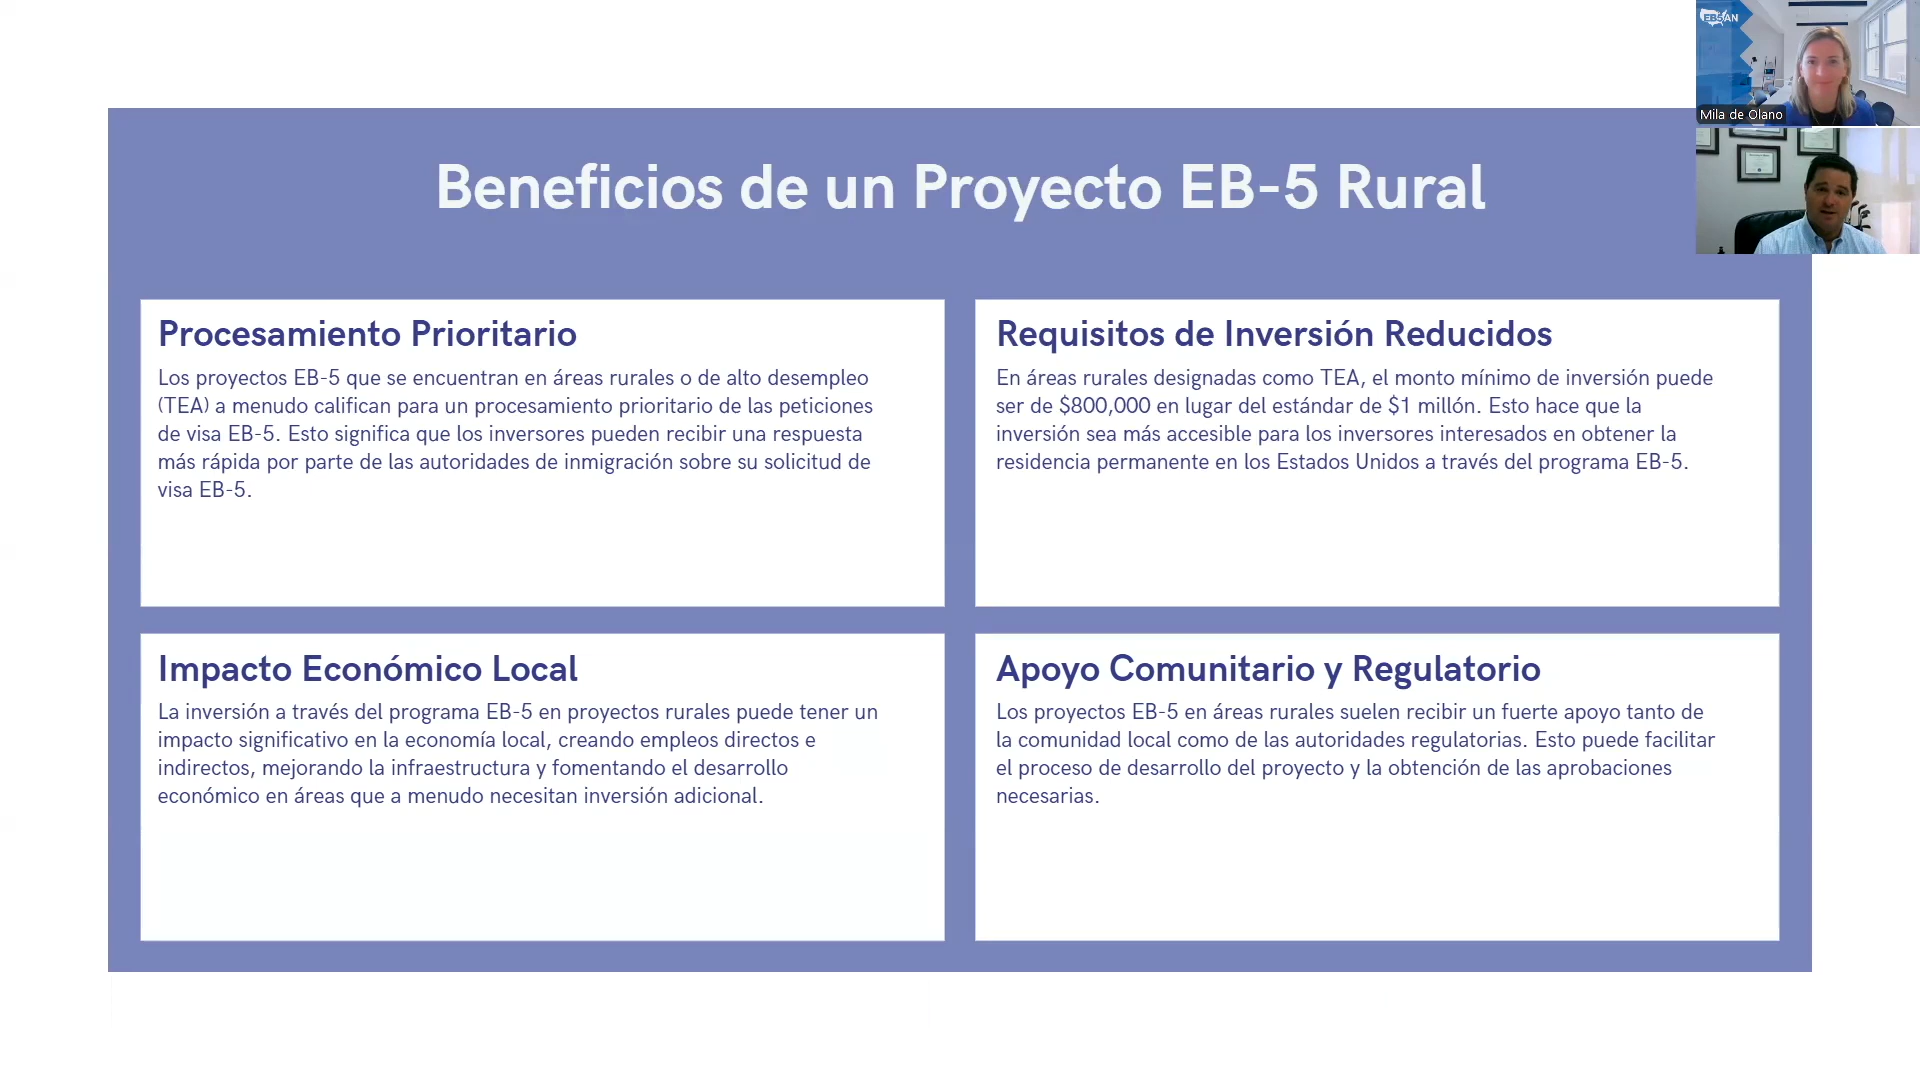 Beneficios de un Proyecto EB-5 Rural
EB5AN
Mila de Olano
Procesamiento Prioritario
Los proyectos EB-5 que se encuentran en áreas rurales o de alto desempleo
(TEA) a menudo califican para un procesamiento prioritario de las peticiones
de visa EB-5. Esto significa que los inversores pueden recibir una respuesta
más rápida por parte de las autoridades de inmigración sobre su solicitud de
visa EB-5.
Requisitos de Inversión Reducidos
En áreas rurales designadas como TEA, el monto mínimo de inversión puede
ser de $800,000 en lugar del estándar de $1 millón. Esto hace que la
inversión sea más accesible para los inversores interesados en obtener la
residencia permanente en los Estados Unidos a través del programa EB-5.
Impacto Económico Local
La inversión a través del programa EB-5 en proyectos rurales puede tener un
impacto significativo en la economía local, creando empleos directos e
indirectos, mejorando la infraestructura y fomentando el desarrollo
económico en áreas que a menudo necesitan inversión adicional.
Apoyo Comunitario y Regulatorio
Los proyectos EB-5 en áreas rurales suelen recibir un fuerte apoyo tanto de
la comunidad local como de las autoridades regulatorias. Esto puede facilitar
el proceso de desarrollo del proyecto y la obtención de las aprobaciones
necesarias.